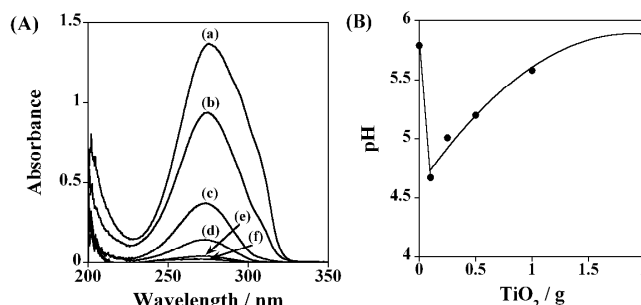 (A)
1.5
1
0.5
0
Absorbance
(a)
(b)
(c)
(d)
(e)
(f)
200 250 300 350
Wavelength / nm
(B)
6
5.5
5
4.5
4
pH
0 0.5 1.0 1.5
TiO2 / g